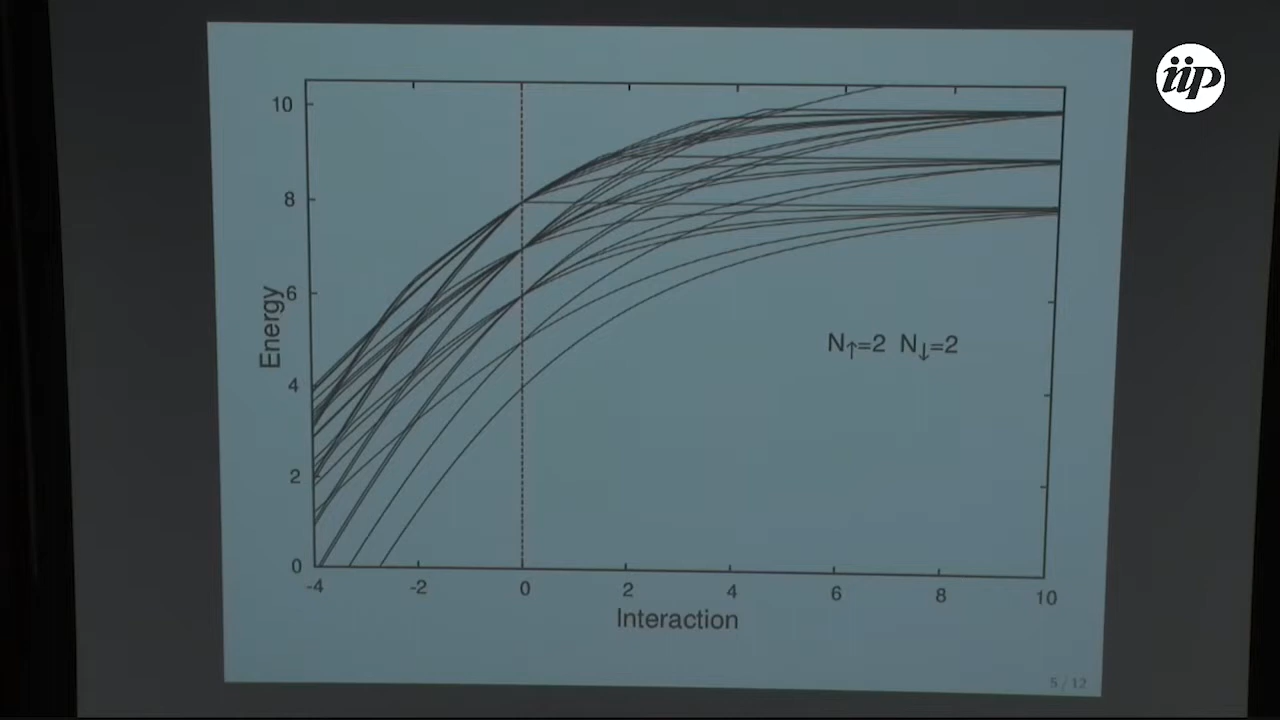 iip
10
8
6
4
2
0
Energy
-4 -2 0 2 4 6 8 10
Interaction
N↑=2 N↓=2
5 / 12